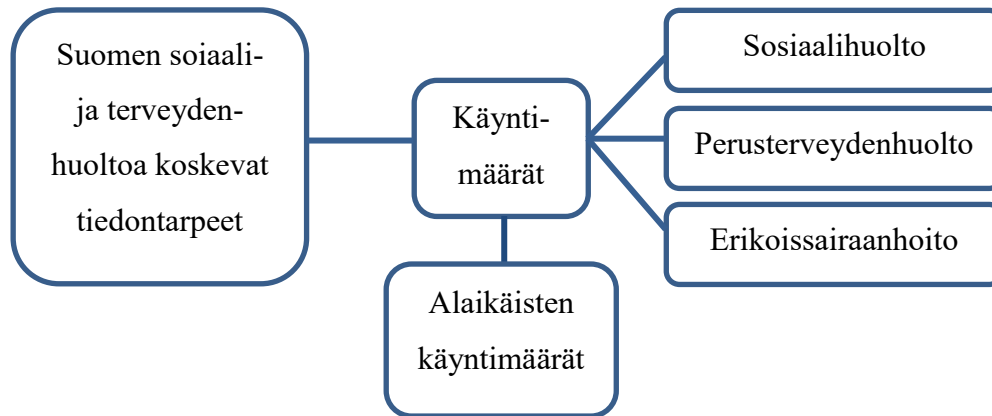 Suomen soiaali-
ja terveyden-
huoltoa koskevat
tiedontarpeet
Käynti-
määrät
Sosiaalihuolto
Perusterveydenhuolto
Erikoissairaanhoito
Alaikäisten
käyntimäärät